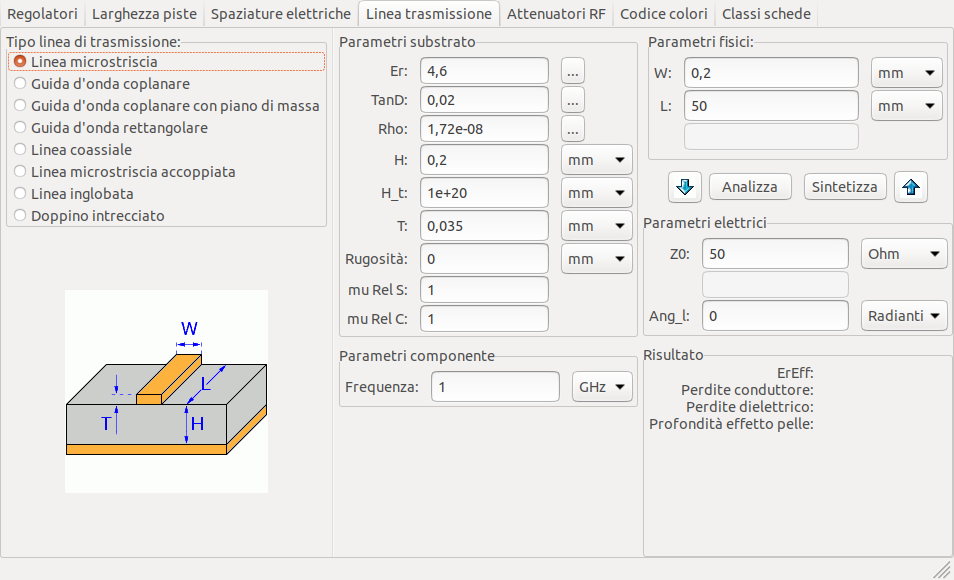 Regolatori Larghezza piste Spaziature elettriche Linea trasmissione Attenuatori RF Codice colori Classi schede
Tipo linea di trasmissione:
Linea microstriscia
Guida d'onda coplanare
Guida d'onda coplanare con piano di massa
Guida d'onda rettangolare
Linea coassiale
Linea microstriscia accoppiata
Linea inglobata
Doppino intrecciato
W
L
T
H
Parametri substrato
Er: 4,6 ...
TanD: 0,02 ...
Rho: 1,72e-08 ...
H: 0,2 mm
H_t: 1e+20 mm
T: 0,035 mm
Rugosità: 0 mm
mu Rel S: 1
mu Rel C: 1
Parametri componente
Frequenza: 1 GHz
Parametri fisici:
W: 0,2 mm
L: 50 mm
Analizza Sintetizza
Parametri elettrici
Z0: 50 Ohm
Ang_l: 0 Radianti
Risultato
ErEff:
Perdite conduttore:
Perdite dielettrico:
Profondità effetto pelle: